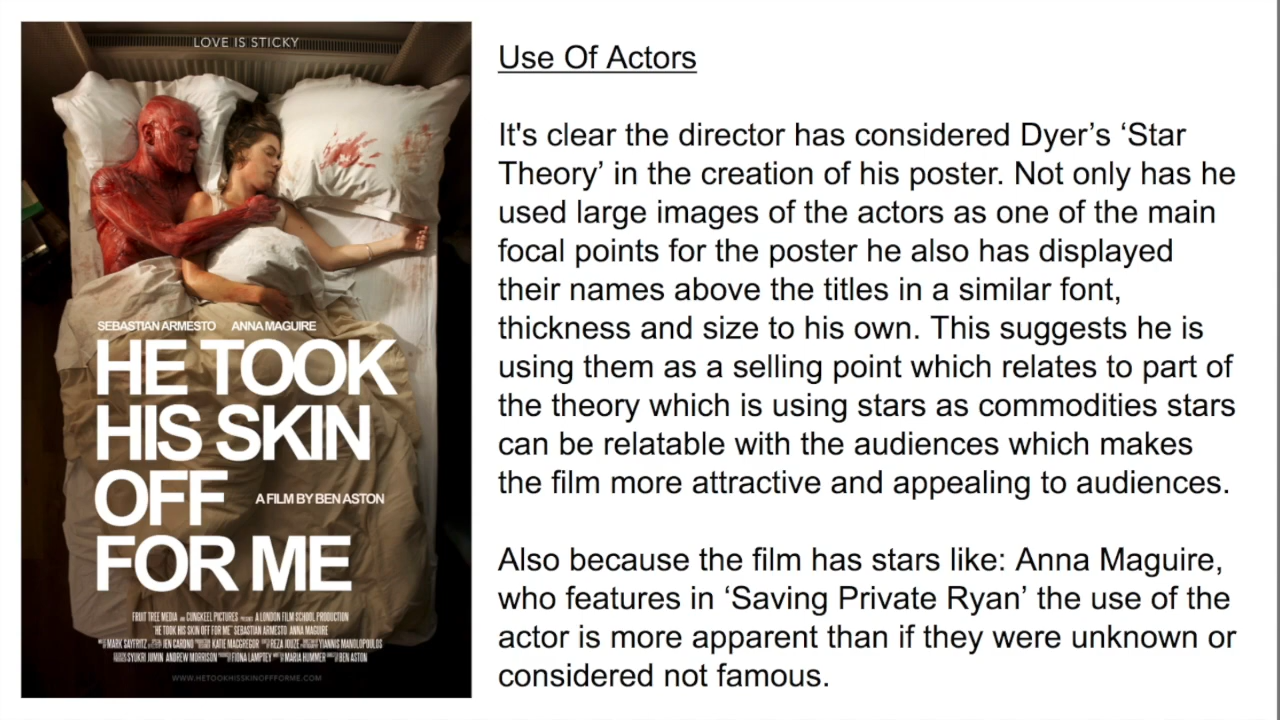 LOVE IS STICKY
SEBASTIAN ARMESTO ANNA MAGUIRE
HE TOOK
HIS SKIN
OFF
A FILM BY BEN ASTON
FOR ME
FRUIT TREE MEDIA AND CUNGKEEL PICTURES PRESENT A LONDON FILM SCHOOL PRODUCTION
"HE TOOK HIS SKIN OFF FOR ME" SEBASTIAN ARMESTO ANNA MAGUIRE
MARK SAYFRITZ JEN CARDNO KATIE MACGREGOR REZA JOUZE YIANNIS MANOLOPOULOS
SYUKRI JUMIN ANDREW MORRISON FIONA LAMPTEY MARIA HUMMER BEN ASTON
WWW.HETOOKHISSKINOFFFORME.COM
Use Of Actors
It's clear the director has considered Dyer’s ‘Star
Theory’ in the creation of his poster. Not only has he
used large images of the actors as one of the main
focal points for the poster he also has displayed
their names above the titles in a similar font,
thickness and size to his own. This suggests he is
using them as a selling point which relates to part of
the theory which is using stars as commodities stars
can be relatable with the audiences which makes
the film more attractive and appealing to audiences.
Also because the film has stars like: Anna Maguire,
who features in ‘Saving Private Ryan’ the use of the
actor is more apparent than if they were unknown or
considered not famous.